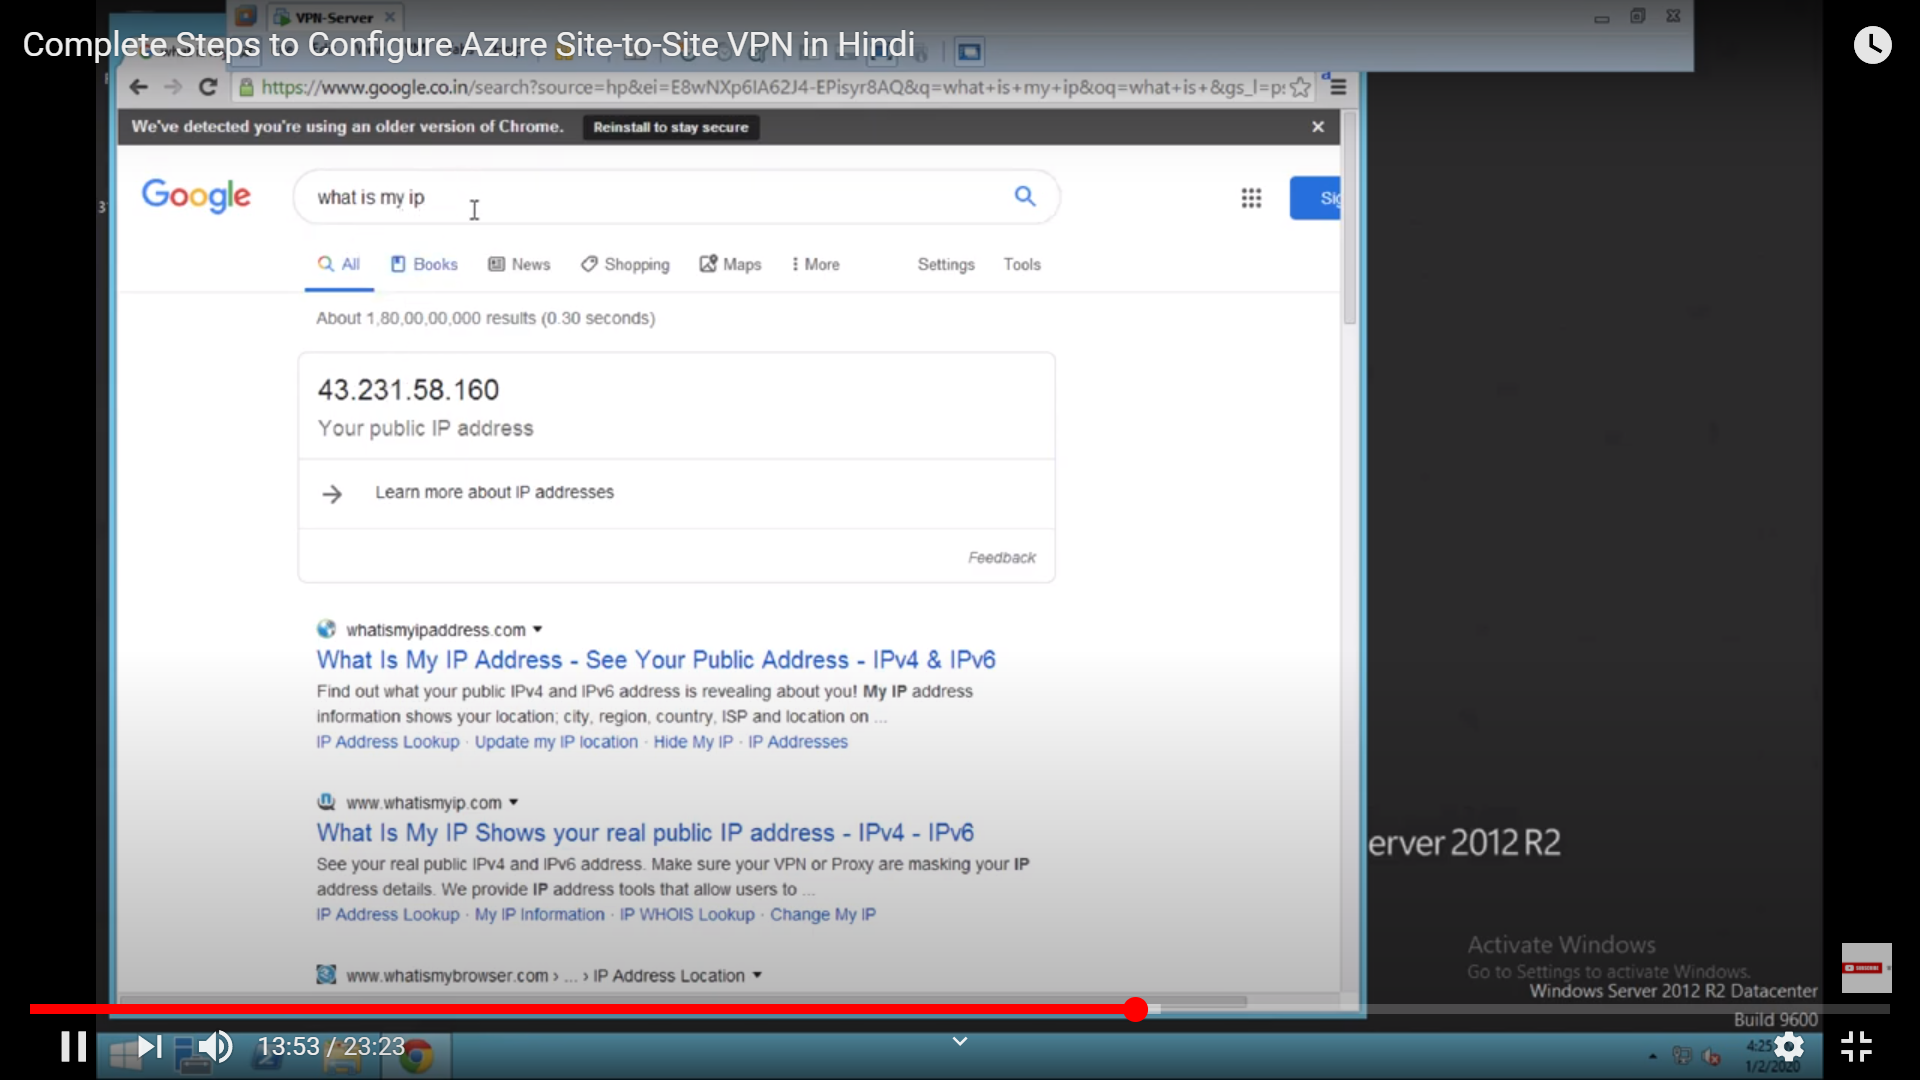 VPN-Server
Complete Steps to Configure Azure Site-to-Site VPN in Hindi
https://www.google.co.in/search?source=hp&ei=E8wNXp6IA62J4-EPisyr8AQ&q=what+is+my+ip&oq=what+is+&gs_l=p
We've detected you're using an older version of Chrome. Reinstall to stay secure
Google
what is my ip
Sig
All Books News Shopping Maps More Settings Tools
About 1,80,00,00,000 results (0.30 seconds)
43.231.58.160
Your public IP address
Learn more about IP addresses
Feedback
whatismyipaddress.com
What Is My IP Address - See Your Public Address - IPv4 & IPv6
Find out what your public IPv4 and IPv6 address is revealing about you! My IP address
information shows your location; city, region, country, ISP and location on ...
IP Address Lookup · Update my IP location · Hide My IP · IP Addresses
www.whatismyip.com
What Is My IP Shows your real public IP address - IPv4 - IPv6
See your real public IPv4 and IPv6 address. Make sure your VPN or Proxy are masking your IP
address details. We provide IP address tools that allow users to ...
IP Address Lookup · My IP Information · IP WHOIS Lookup · Change My IP
www.whatismybrowser.com › ... › IP Address Location
erver 2012 R2
Activate Windows
Go to Settings to activate Windows.
Windows Server 2012 R2 Datacenter
Build 9600
SUBSCRIBE
13:53 / 23:23
4:25
1/2/2020